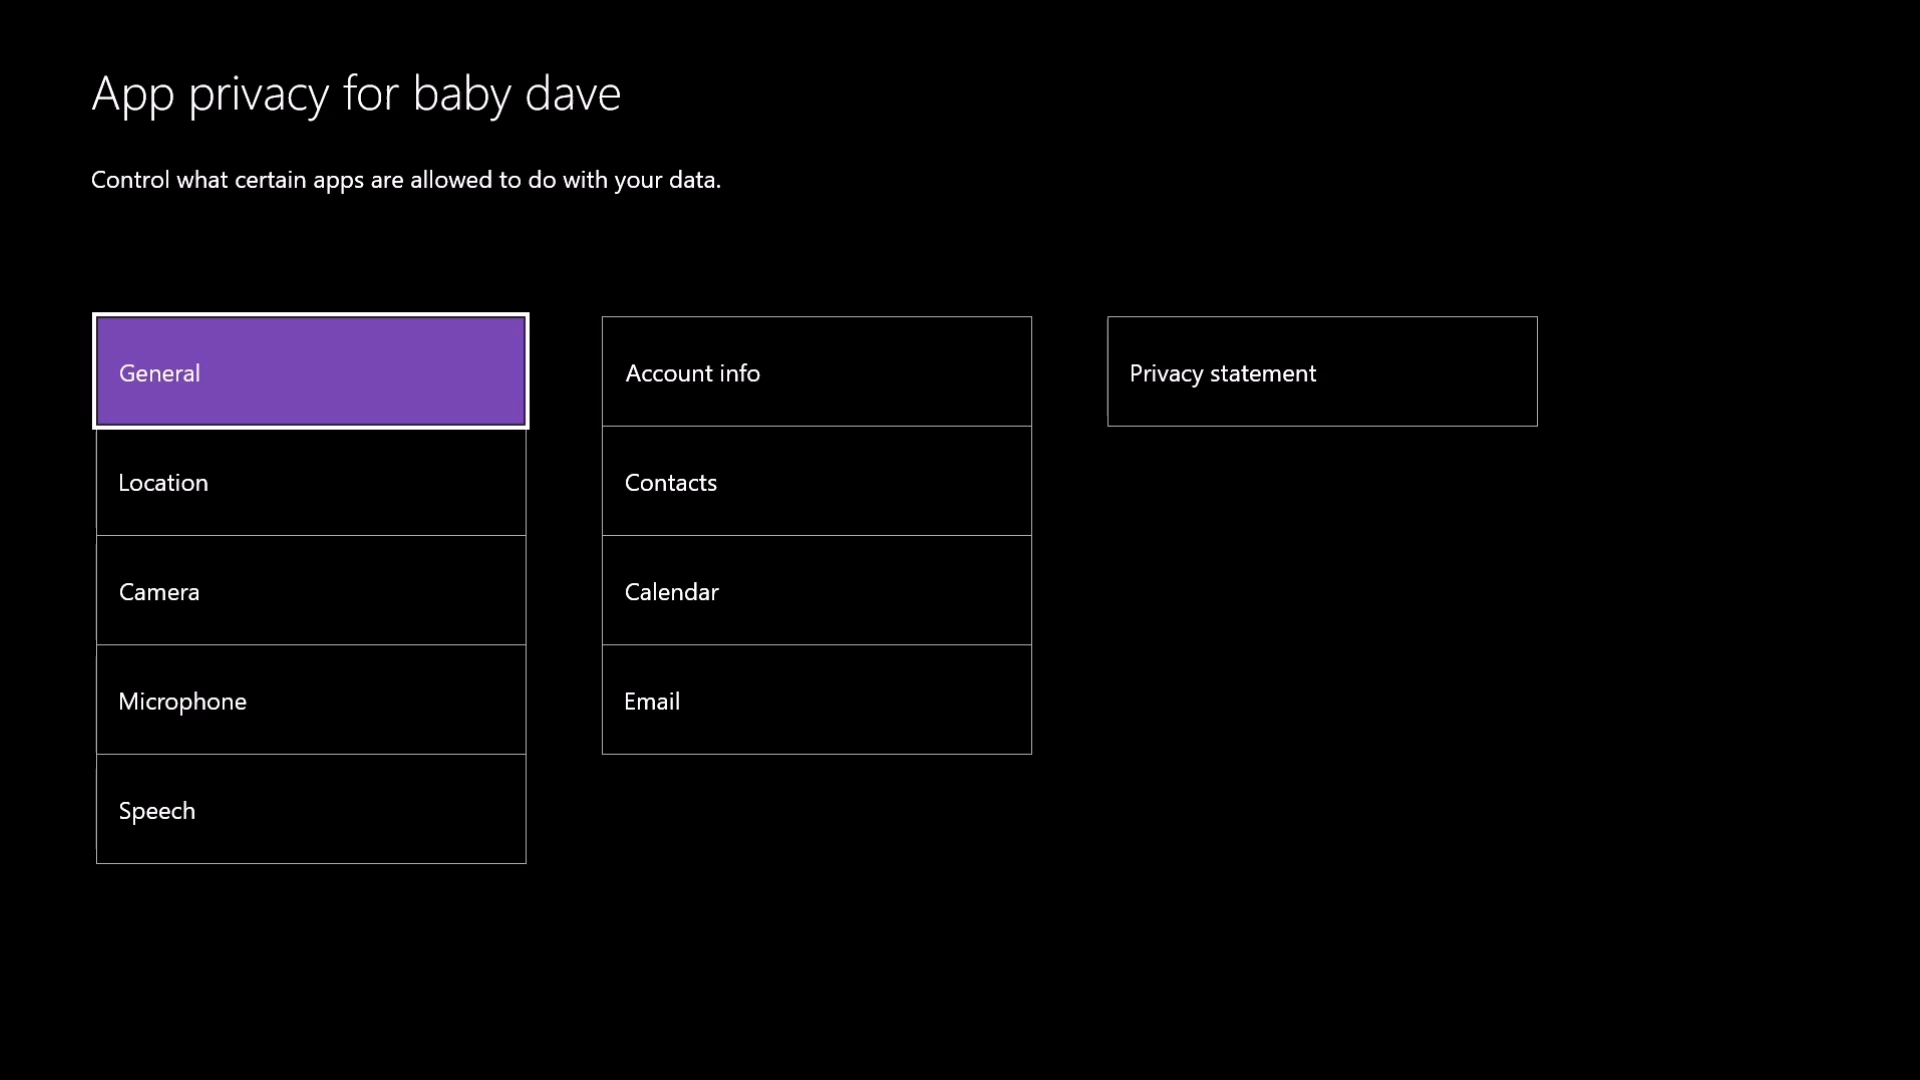 App privacy for baby dave
Control what certain apps are allowed to do with your data.
General
Location
Camera
Microphone
Speech
Account info
Contacts
Calendar
Email
Privacy statement